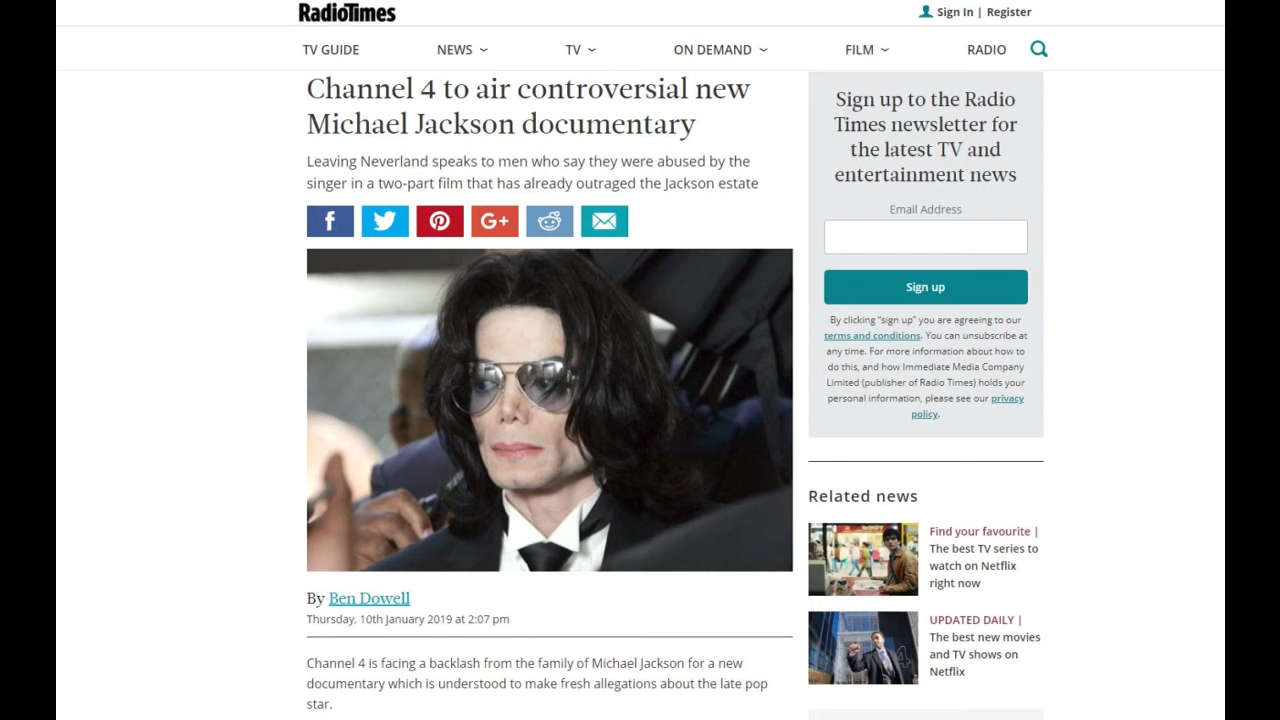 RadioTimes
Sign In | Register
TV GUIDE
NEWS
TV
ON DEMAND
FILM
RADIO
Channel 4 to air controversial new
Michael Jackson documentary
Leaving Neverland speaks to men who say they were abused by the
singer in a two-part film that has already outraged the Jackson estate
f
G+
By Ben Dowell
Thursday, 10th January 2019 at 2:07 pm
Channel 4 is facing a backlash from the family of Michael Jackson for a new
documentary which is understood to make fresh allegations about the late pop
star.
Sign up to the Radio
Times newsletter for
the latest TV and
entertainment news
Email Address
Sign up
By clicking “sign up” you are agreeing to our
terms and conditions. You can unsubscribe at
any time. For more information about how to
do this, and how Immediate Media Company
Limited (publisher of Radio Times) holds your
personal information, please see our privacy
policy.
Related news
Find your favourite |
The best TV series to
watch on Netflix
right now
UPDATED DAILY |
The best new movies
and TV shows on
Netflix